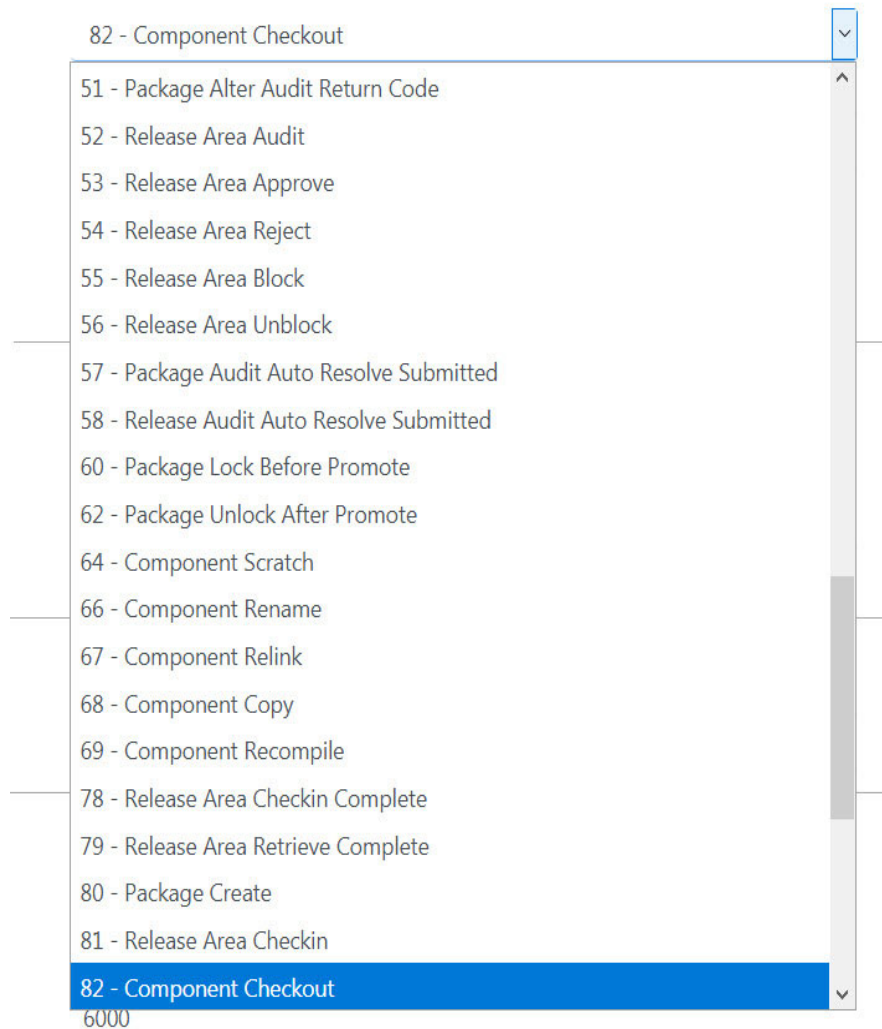 82 - Component Checkout
51 - Package Alter Audit Return Code
52 - Release Area Audit
53 - Release Area Approve
54 - Release Area Reject
55 - Release Area Block
56 - Release Area Unblock
57 - Package Audit Auto Resolve Submitted
58 - Release Audit Auto Resolve Submitted
60 - Package Lock Before Promote
62 - Package Unlock After Promote
64 - Component Scratch
66 - Component Rename
67 - Component Relink
68 - Component Copy
69 - Component Recompile
78 - Release Area Checkin Complete
79 - Release Area Retrieve Complete
80 - Package Create
81 - Release Area Checkin
82 - Component Checkout
6000